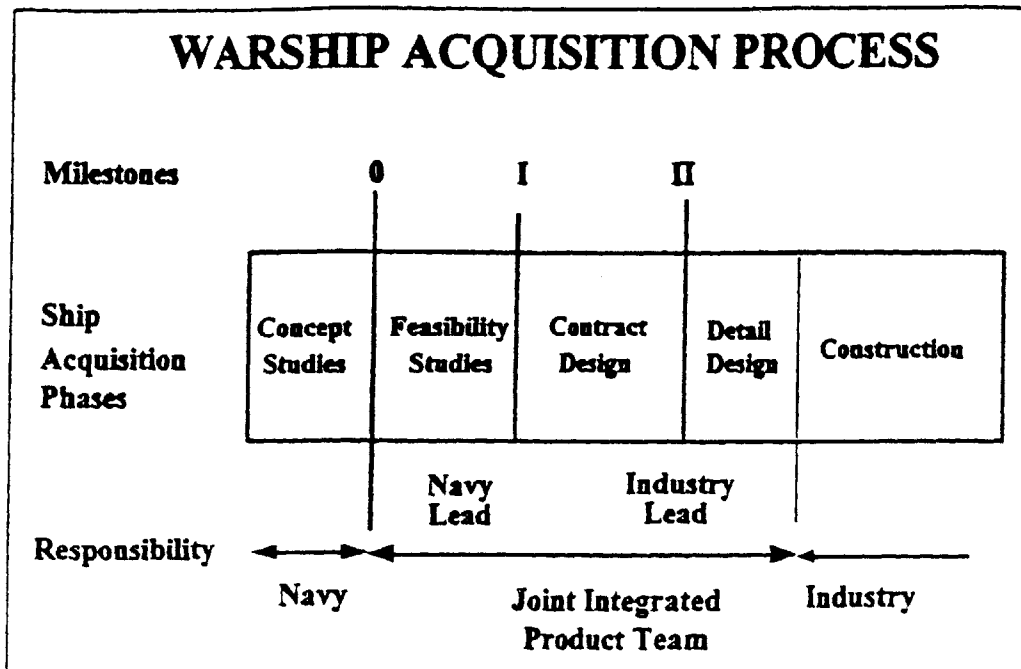 WARSHIP ACQUISITION PROCESS
Milestones 0 I II
Ship
Acquisition
Phases
Concept
Studies
Feasibility
Studies
Contract
Design
Detail
Design
Construction
Navy
Lead
Industry
Lead
Responsibility
Navy
Joint Integrated
Product Team
Industry